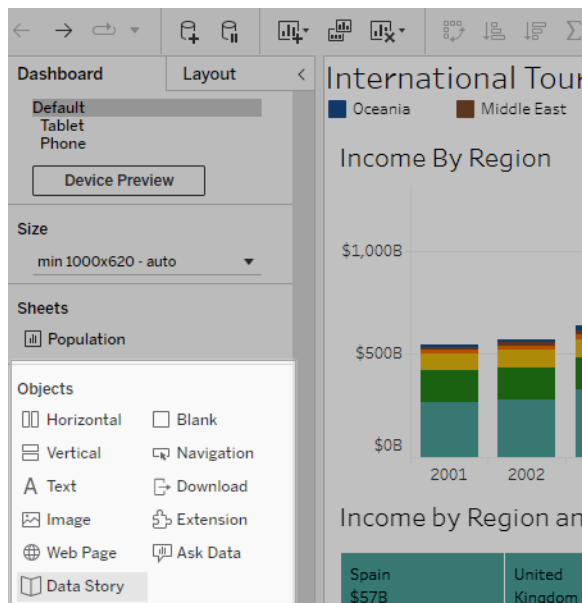 Dashboard
Layout
Default
Tablet
Phone
Device Preview
Size
min 1000x620 - auto
Sheets
Population
Objects
Horizontal
Blank
Vertical
Navigation
Text
Download
Image
Extension
Web Page
Ask Data
Data Story
International Tour
Oceania
Middle East
Income By Region
$1,000B
$500B
$0B
2001
2002
Income by Region an
Spain
$57B
United
Kingdom